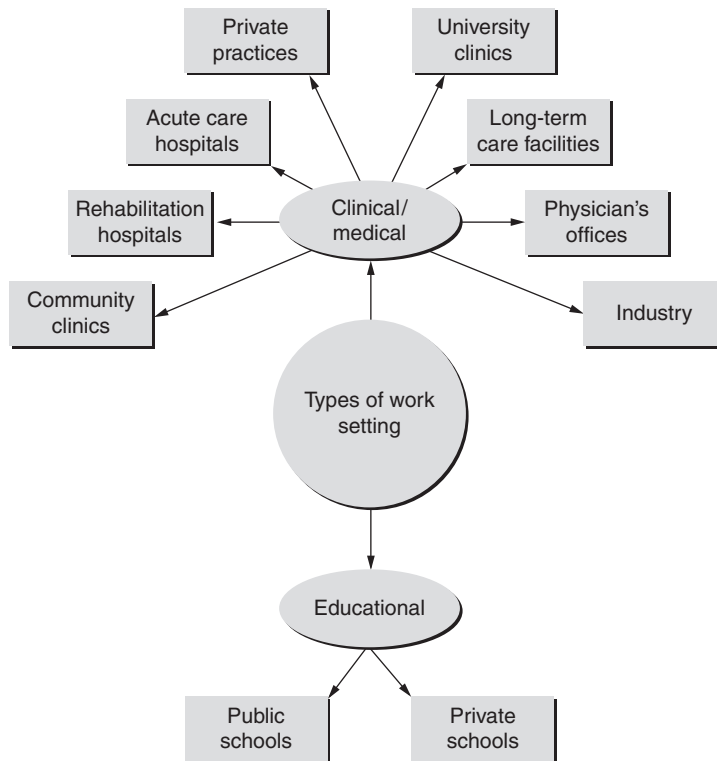 Private
practices
University
clinics
Acute care
hospitals
Long-term
care facilities
Rehabilitation
hospitals
Clinical/
medical
Physician's
offices
Community
clinics
Industry
Types of work
setting
Educational
Public
schools
Private
schools